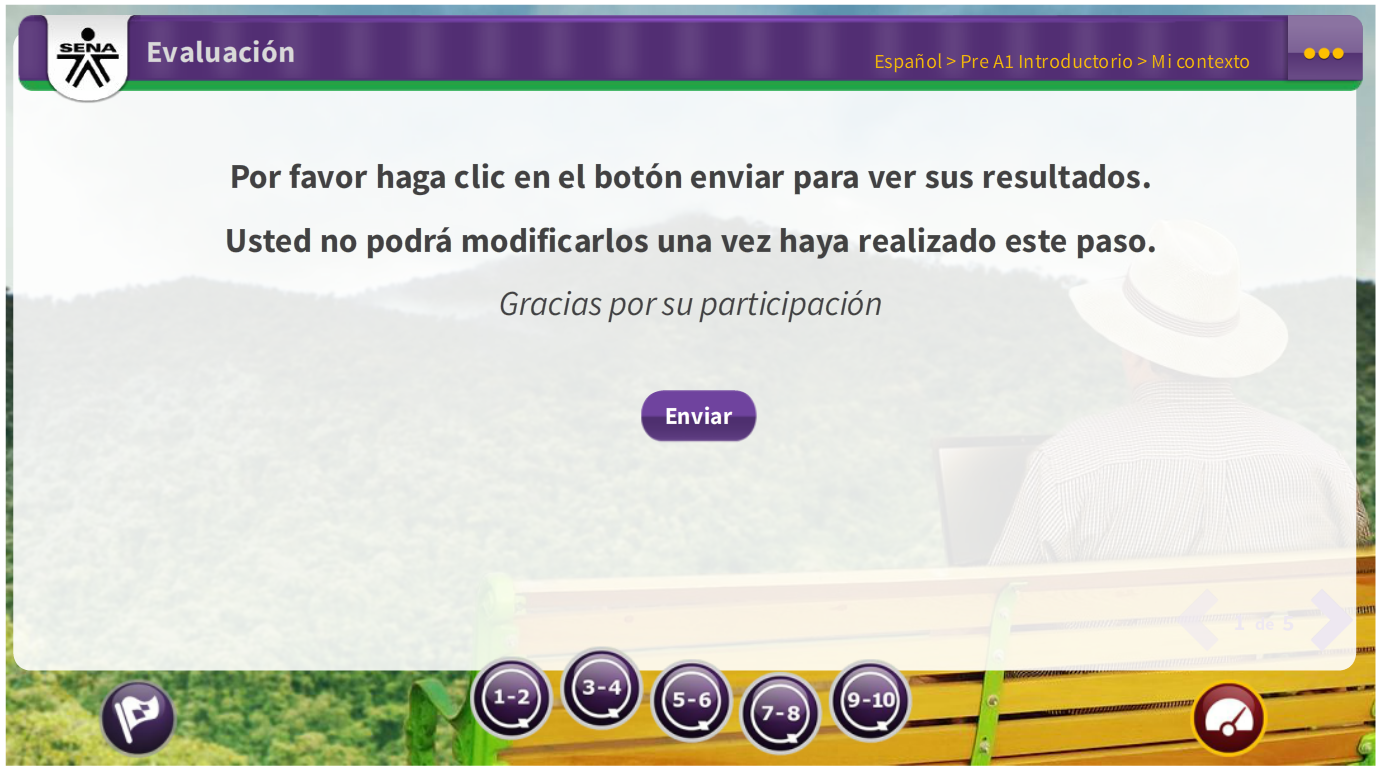 SENA
Evaluación
Español > Pre A1 Introductorio > Mi contexto
Por favor haga clic en el botón enviar para ver sus resultados.
Usted no podrá modificarlos una vez haya realizado este paso.
Gracias por su participación
Enviar
1 de 5
1-2
3-4
5-6
7-8
9-10